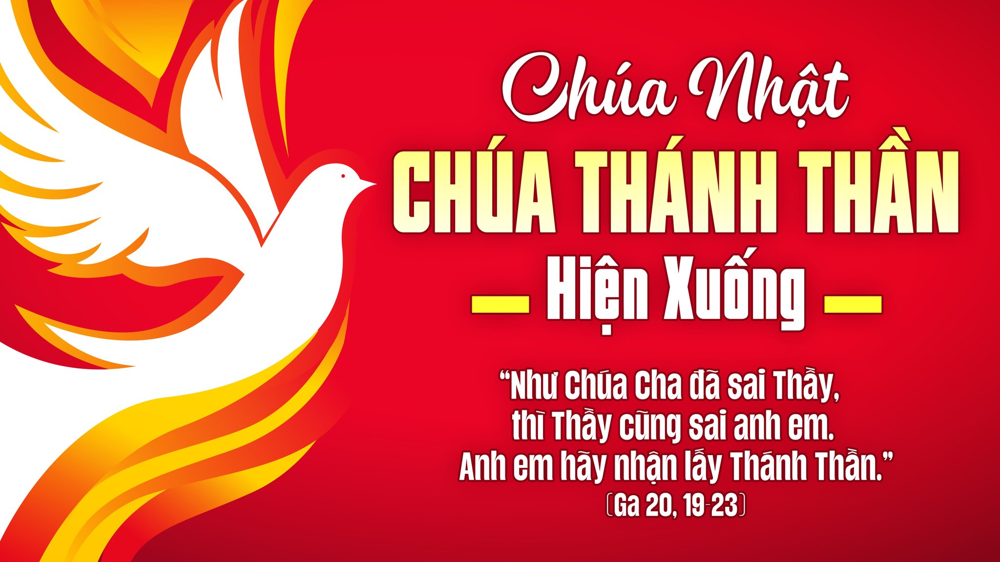 Chúa Nhật
CHÚA THÁNH THẦN
Hiện Xuống
“Như Chúa Cha đã sai Thầy,
thì Thầy cũng sai anh em.
Anh em hãy nhận lấy Thánh Thần.”
(Ga 20, 19-23)